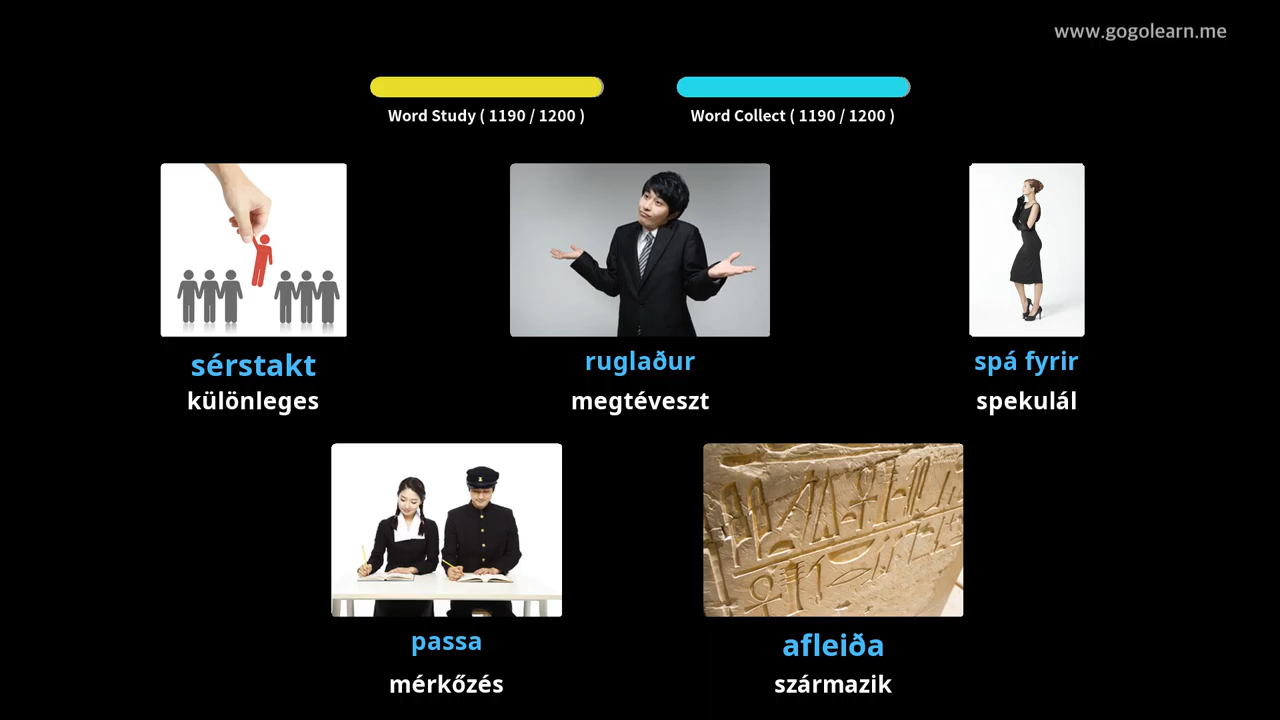 www.gogolearn.me
Word Study ( 1190 / 1200 )
Word Collect ( 1190 / 1200 )
sérstakt
különleges
ruglaður
megtéveszt
spá fyrir
spekulál
passa
mérkőzés
afleiða
származik